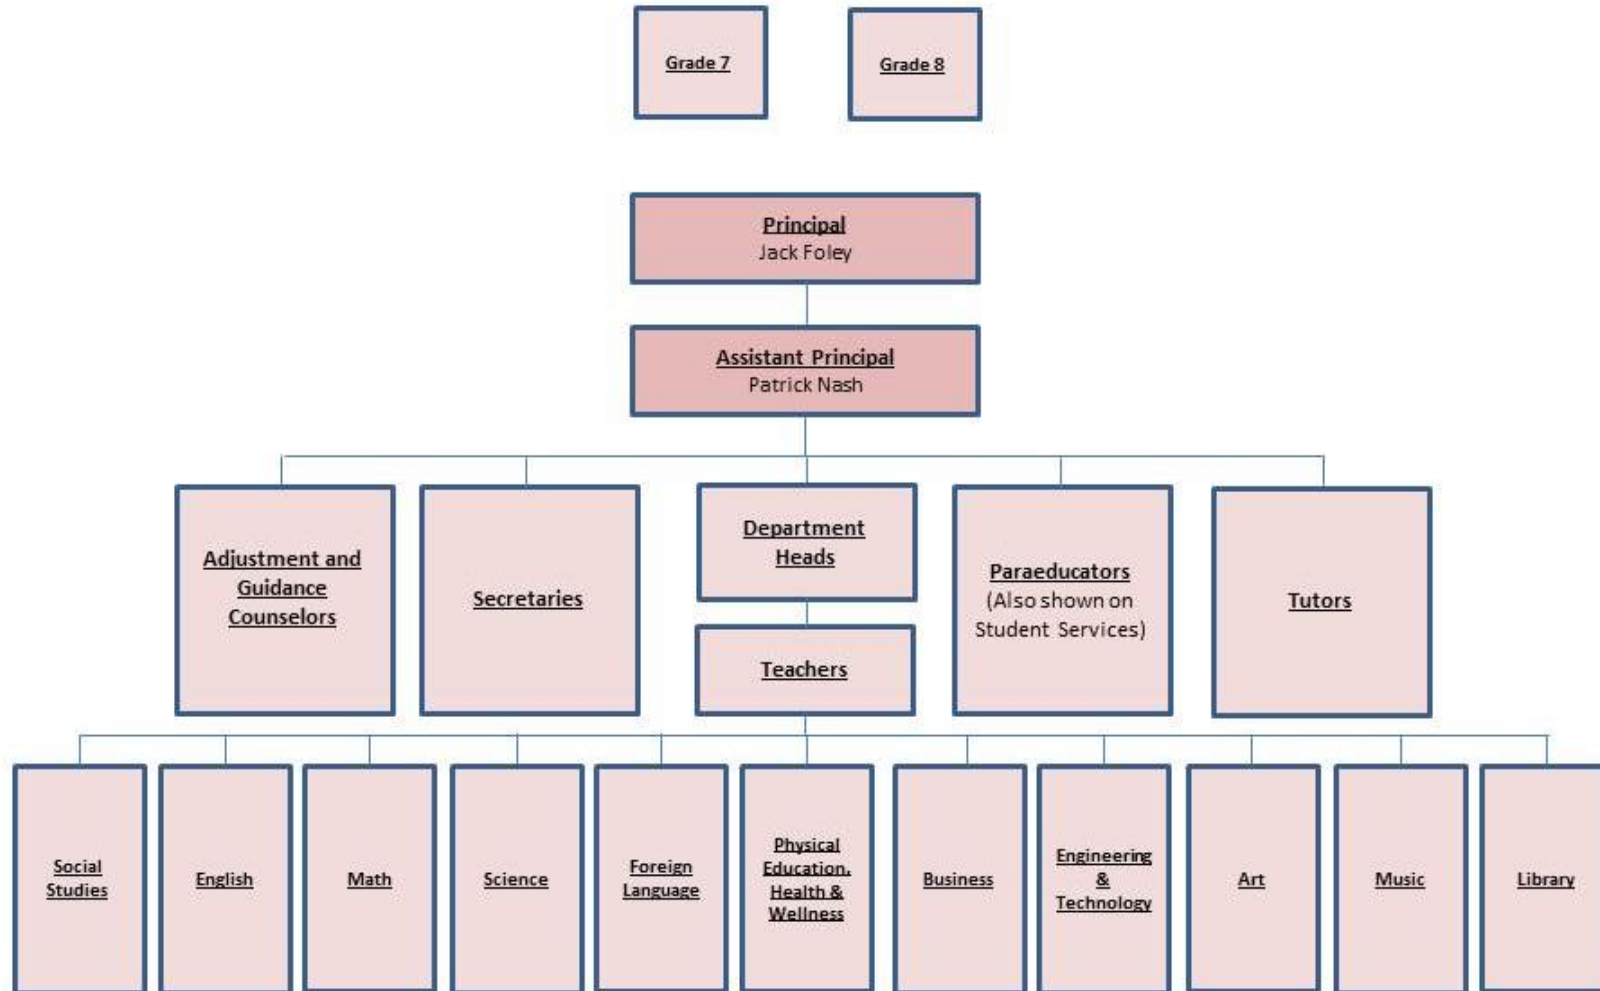 Grade 7
Grade 8
Principal
Jack Foley
Assistant Principal
Patrick Nash
Adjustment and
Guidance
Counselors
Secretaries
Department
Heads
Teachers
Paraeducators
(Also shown on
Student Services)
Tutors
Social
Studies
English
Math
Science
Foreign
Language
Physical
Education,
Health &
Wellness
Business
Engineering
&
Technology
Art
Music
Library